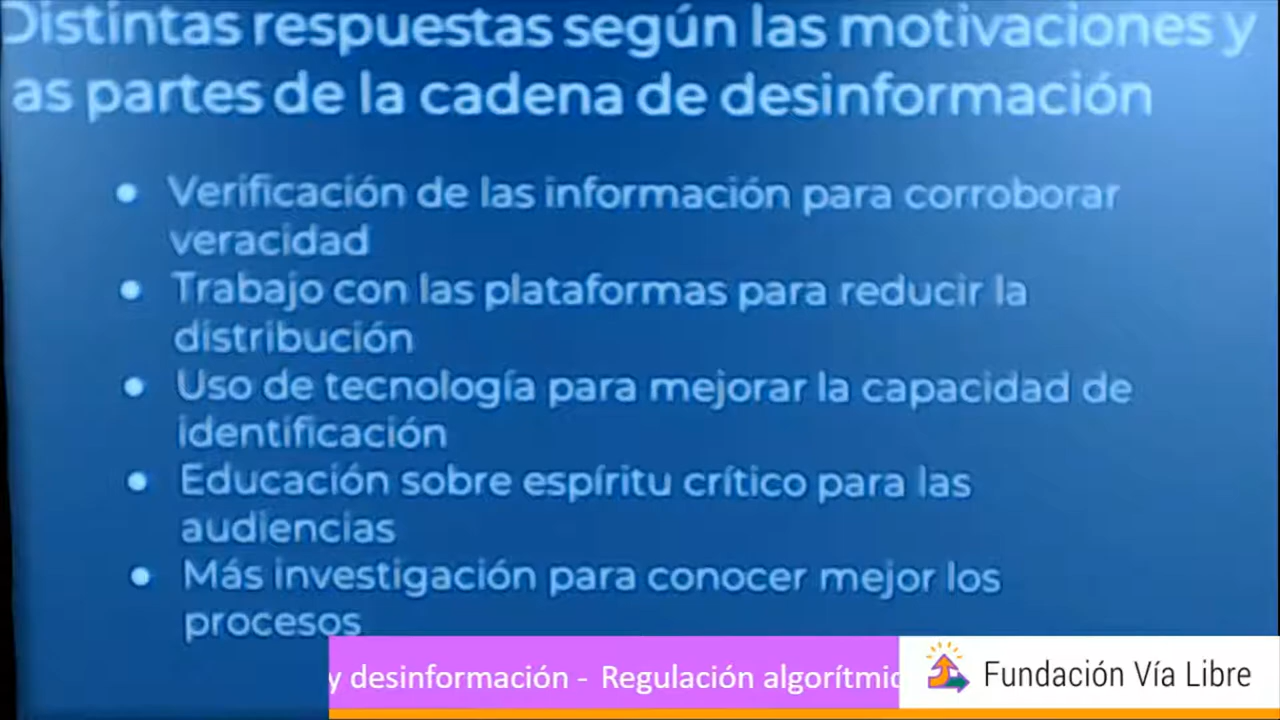 Distintas respuestas según las motivaciones y
as partes de la cadena de desinformación
• Verificación de las información para corroborar
veracidad
• Trabajo con las plataformas para reducir la
distribución
• Uso de tecnología para mejorar la capacidad de
identificación
• Educación sobre espíritu crítico para las
audiencias
• Más investigación para conocer mejor los
procesos
y desinformación - Regulación algorítmic
Fundación Vía Libre